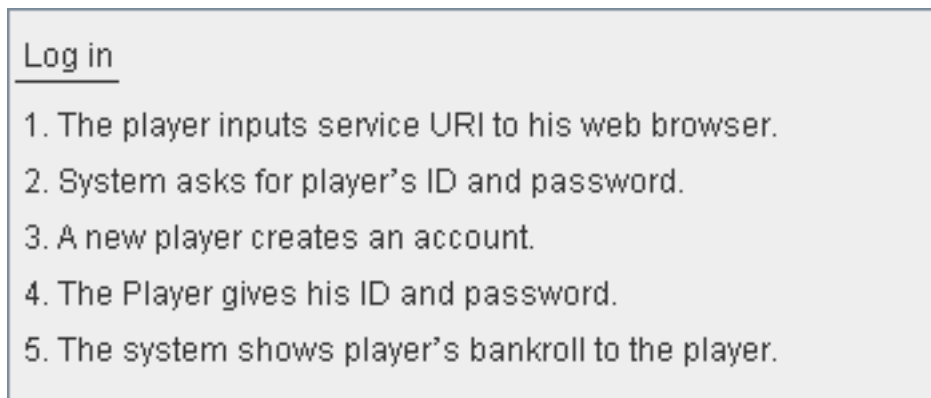 Log in
1. The player inputs service URI to his web browser.
2. System asks for player’s ID and password.
3. A new player creates an account.
4. The Player gives his ID and password.
5. The system shows player’s bankroll to the player.